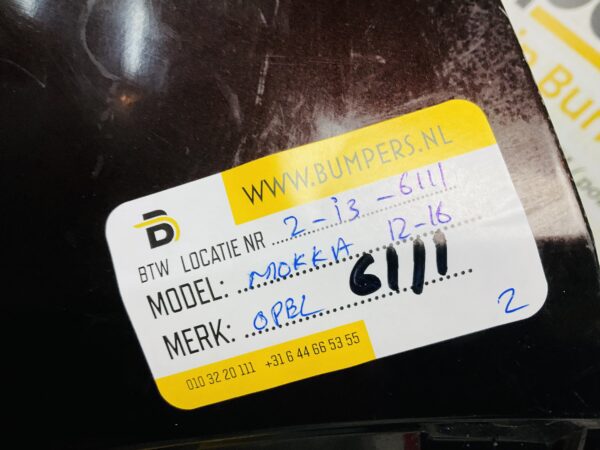 WWW.BUMPERS.NL
B
BTW LOCATIE NR 2-13-6111
MODEL: MOKKA 12-16
MERK: OPEL 6111
2
010 32 20 111 +31 6 44 66 53 55